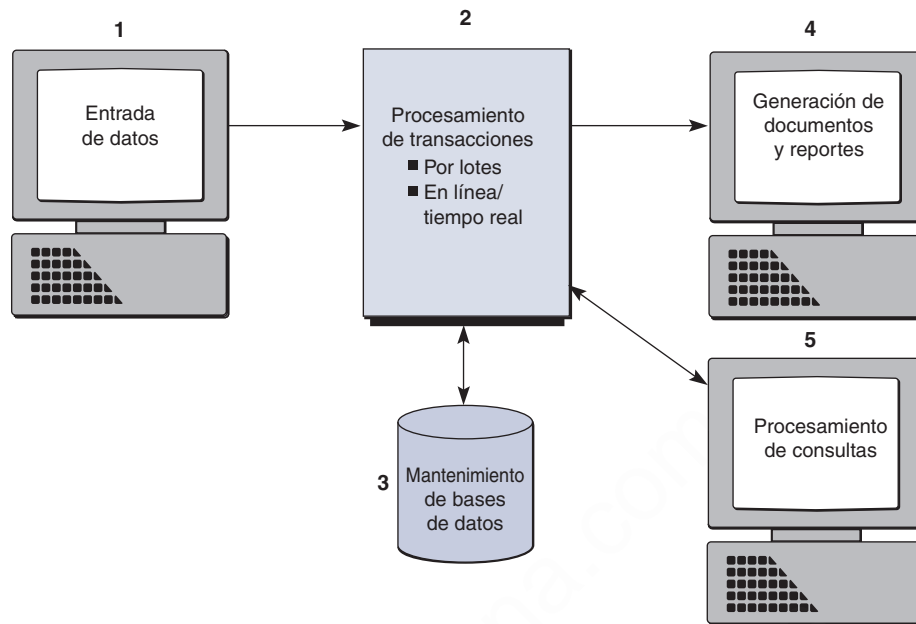 1
Entrada
de datos
2
Procesamiento
de transacciones
■ Por lotes
■ En línea/
tiempo real
3
Mantenimiento
de bases
de datos
4
Generación de
documentos
y reportes
5
Procesamiento
de consultas